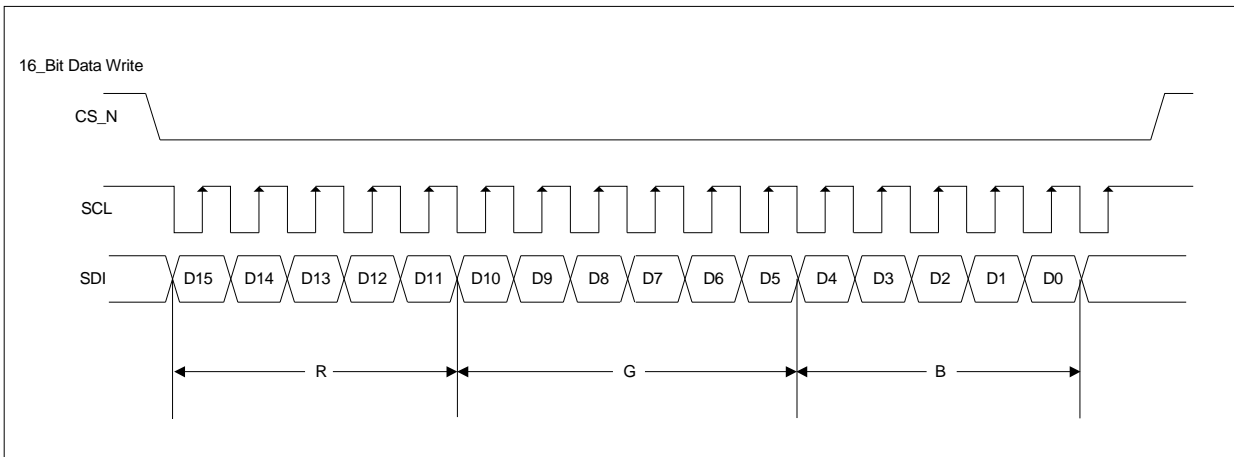 16_Bit Data Write
CS_N
SCL
SDI D15 D14 D13 D12 D11 D10 D9 D8 D7 D6 D5 D4 D3 D2 D1 D0
R G B